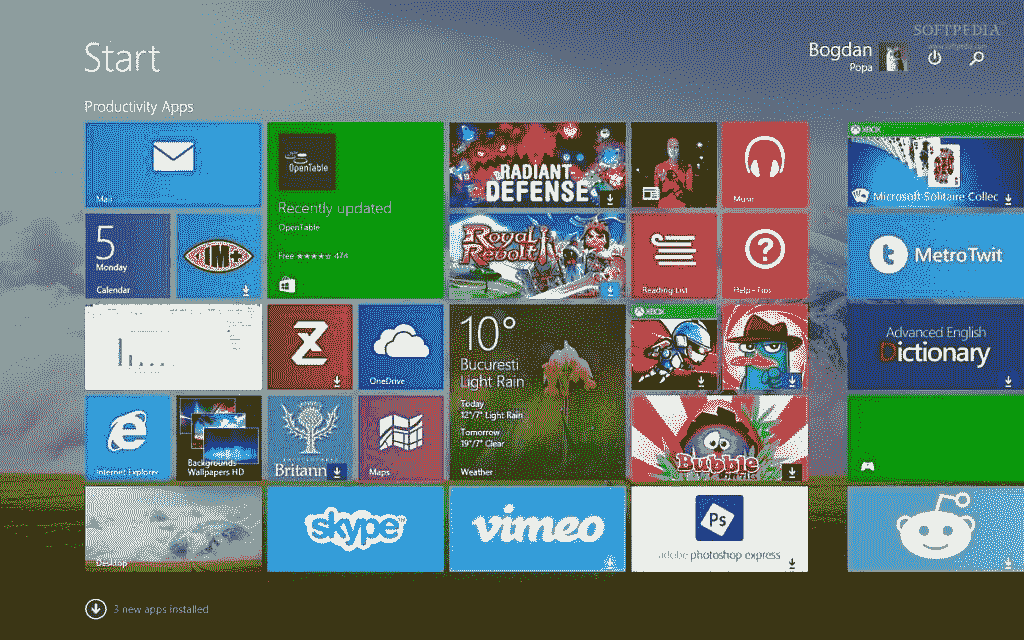 SOFTPEDIA
Start
Bogdan
Popa
Productivity Apps
Mail
OpenTable
Recently updated
OpenTable
Free ★★★★☆ 474
RADIANT
DEFENSE
Music
XBOX
Microsoft Solitaire Collec
5
Monday
Calendar
IM+
Royal
Revolt!
Reading List
Help+Tips
MetroTwit
OneDrive
10°
Bucuresti
Light Rain
Today
12°/7° Light Rain
Tomorrow
19°/7° Clear
Weather
XBOX
Advanced English
Dictionary
Internet Explorer
Backgrounds
Wallpapers HD
Britann
Maps
Bubble
Desktop
skype
vimeo
Ps
adobe photoshop express
3 new apps installed